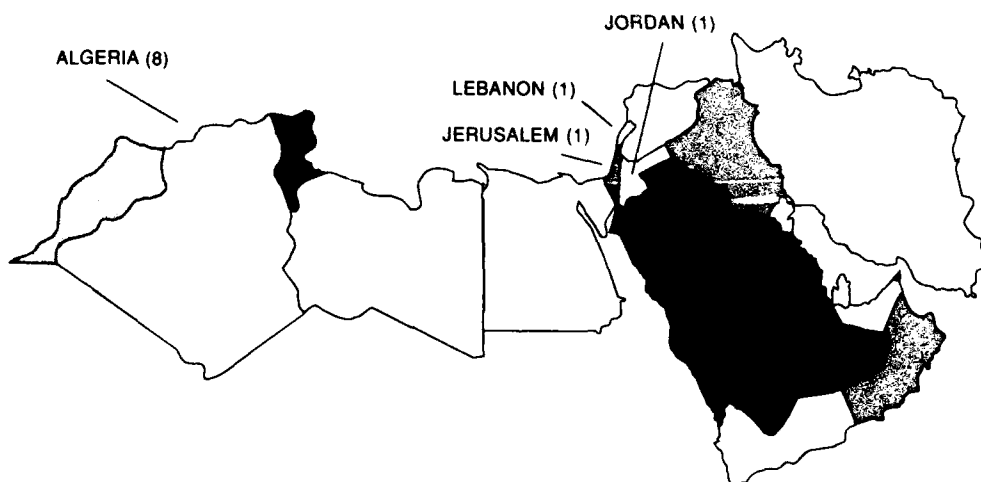 JORDAN (1)
ALGERIA (8)
LEBANON (1)
JERUSALEM (1)